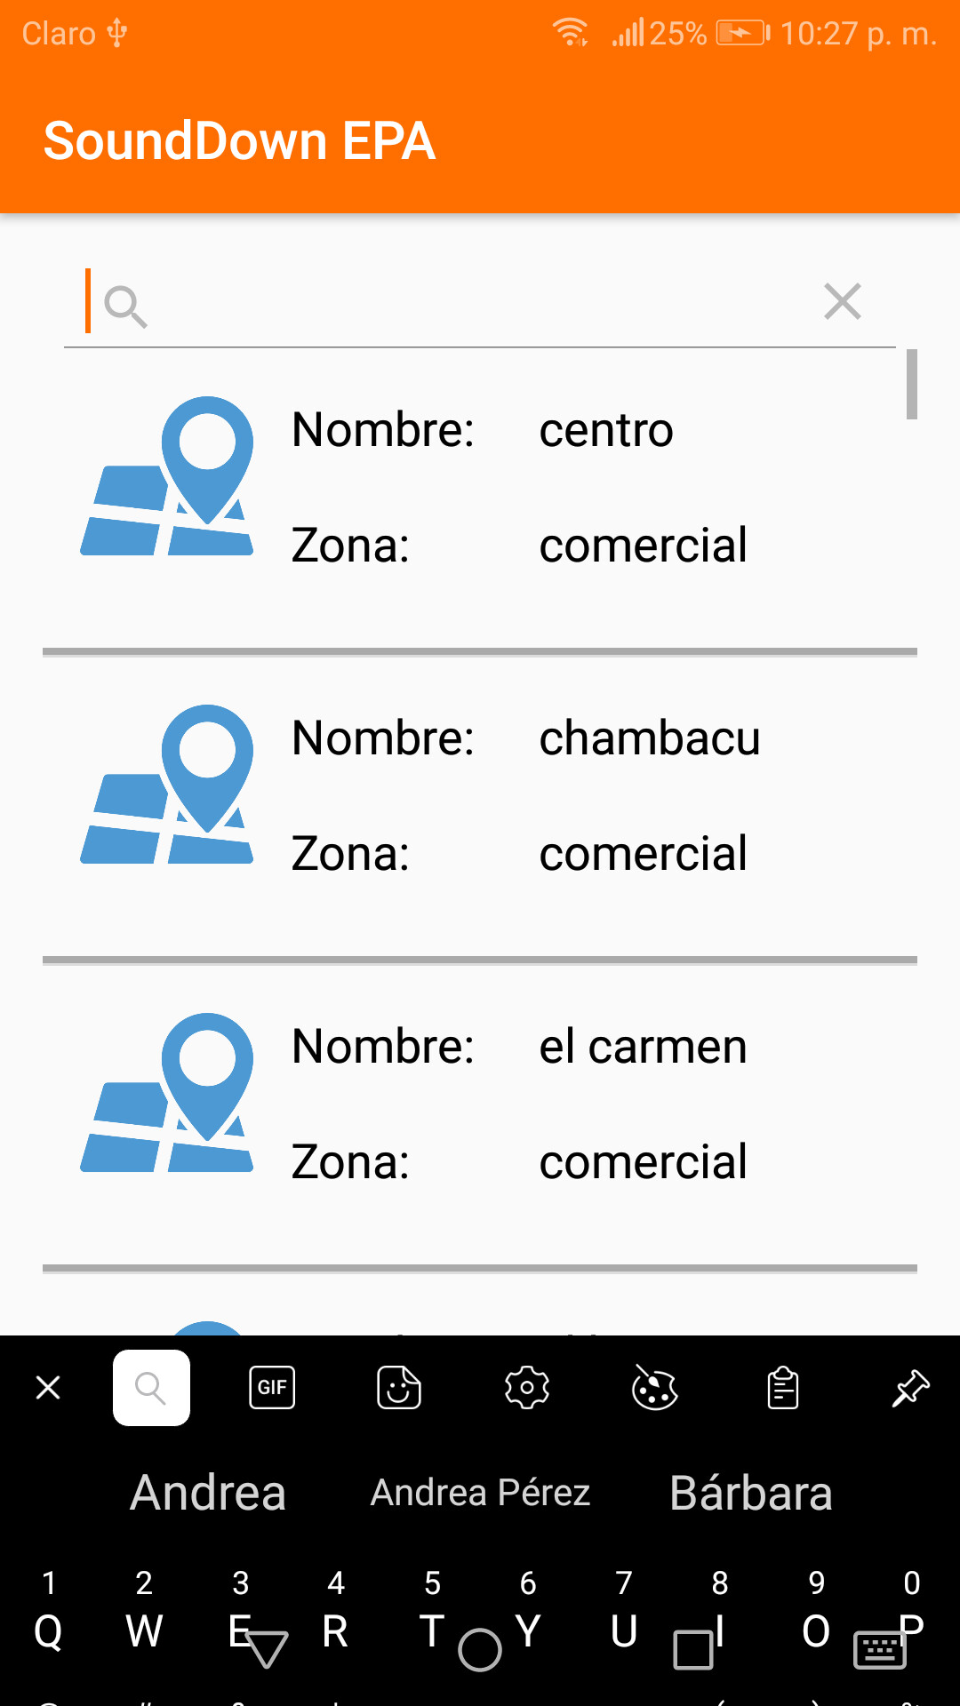 Claro 25% 10:27 p. m.
SoundDown EPA
Nombre: centro
Zona: comercial
Nombre: chambacu
Zona: comercial
Nombre: el carmen
Zona: comercial
GIF
Andrea Andrea Pérez Bárbara
1 2 3 4 5 6 7 8 9 0
Q W E R T Y U I O P